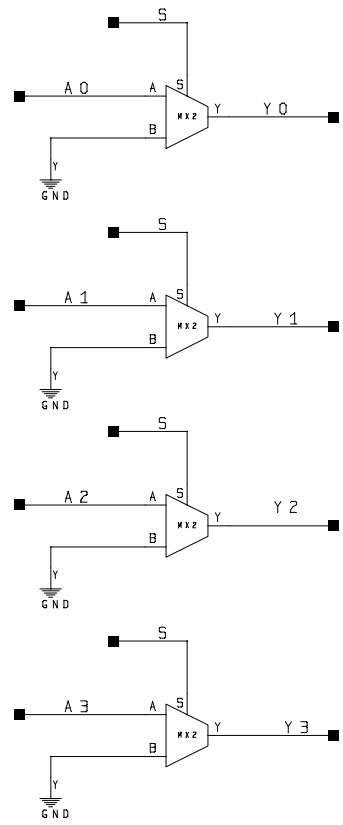 S
A0 A S
MX2 Y Y0
B
Y
GND
S
A1 A S
MX2 Y Y1
B
Y
GND
S
A2 A S
MX2 Y Y2
B
Y
GND
S
A3 A S
MX2 Y Y3
B
Y
GND